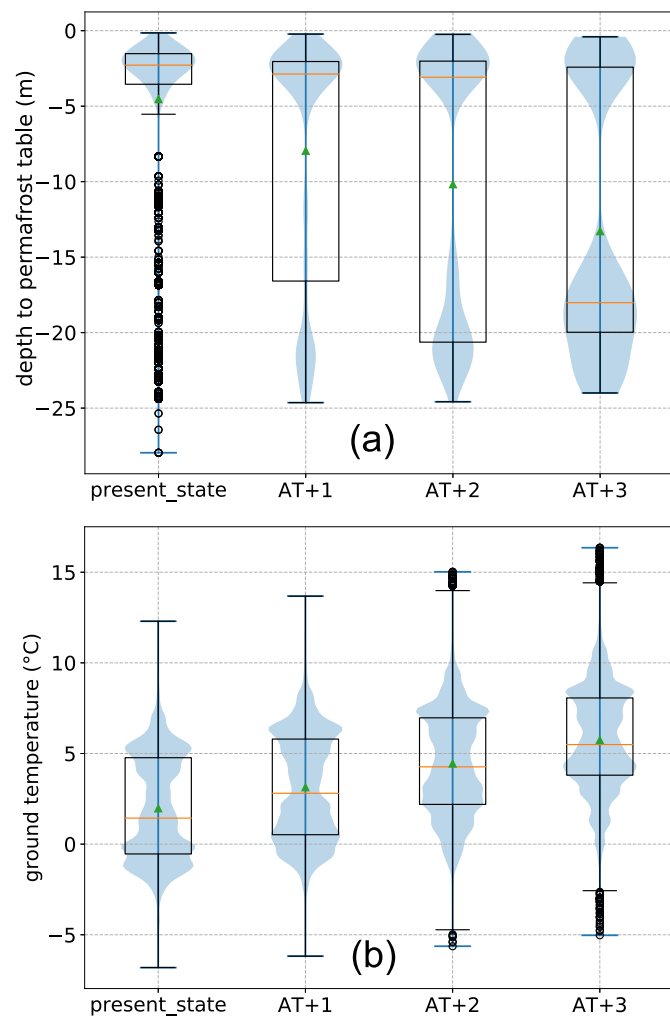 depth to permafrost table (m)
0
−5
−10
−15
−20
−25
(a)
present_state AT+1 AT+2 AT+3
ground temperature (°C)
15
10
5
0
−5
(b)
present_state AT+1 AT+2 AT+3